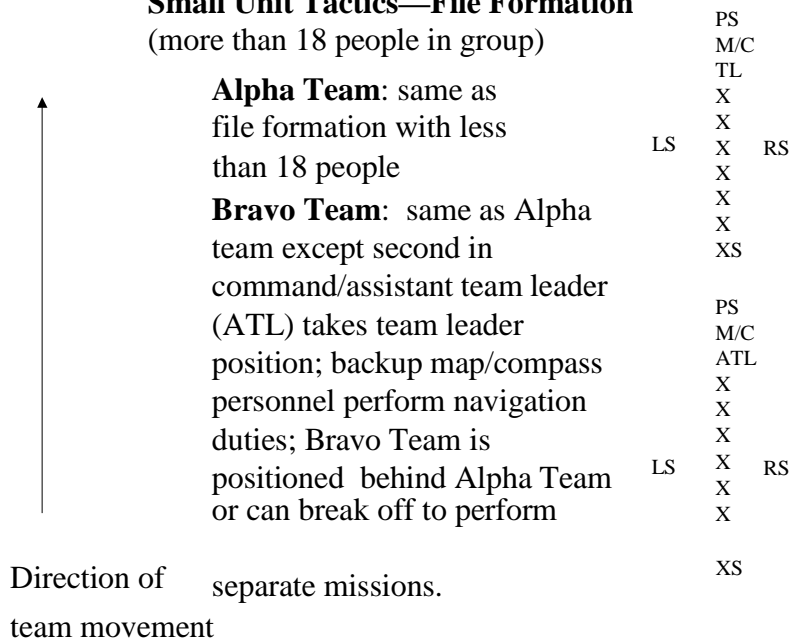 Small Unit Tactics—File Formation
(more than 18 people in group)
Alpha Team: same as
file formation with less
than 18 people
Bravo Team: same as Alpha
team except second in
command/assistant team leader
(ATL) takes team leader
position; backup map/compass
personnel perform navigation
duties; Bravo Team is
positioned behind Alpha Team
or can break off to perform
separate missions.
Direction of
team movement
PS
M/C
TL
X
X
LS X RS
X
X
X
XS
PS
M/C
ATL
X
X
X
LS X RS
X
X
XS